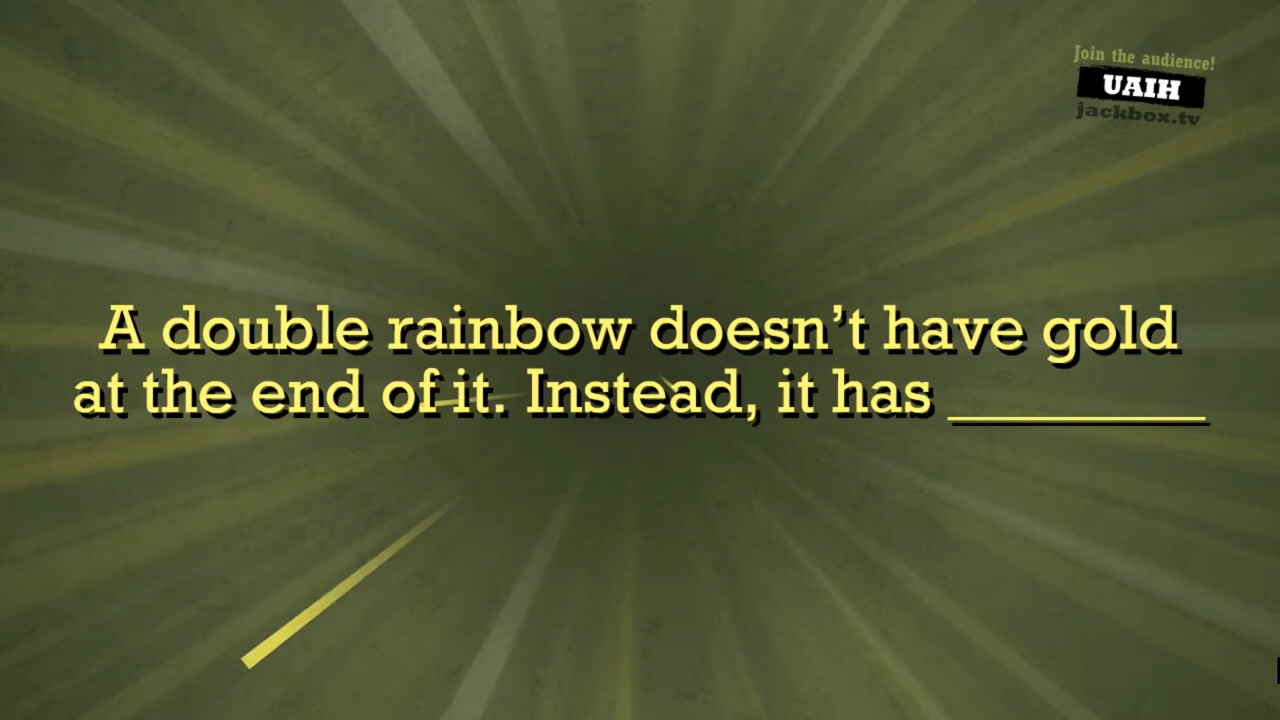 Join the audience!
UAIH
jackbox.tv
A double rainbow doesn’t have gold
at the end of it. Instead, it has ________